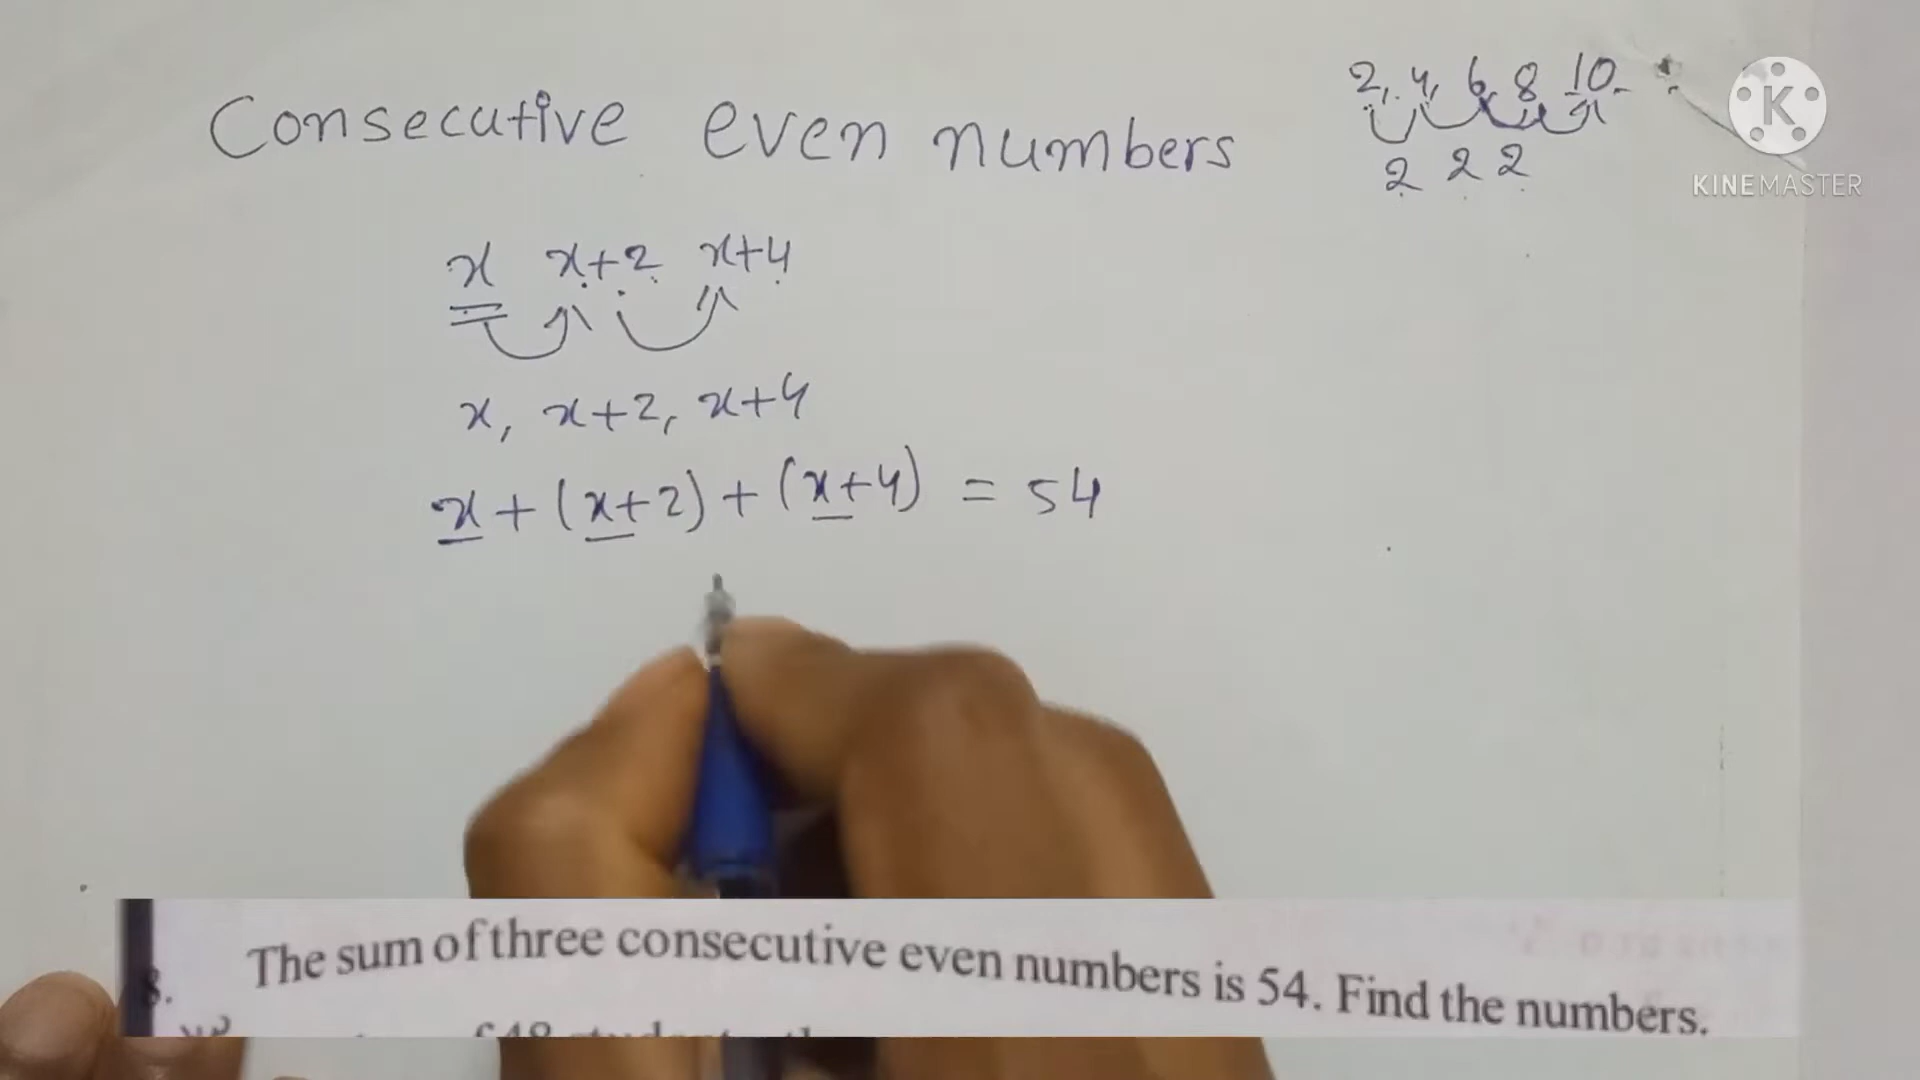 Consecutive even numbers
2, 4, 6, 8 10.
2 2 2
KINEMASTER
x x+2 x+4
x, x+2, x+4
x + (x+2) + (x+4) = 54
8. The sum of three consecutive even numbers is 54. Find the numbers.